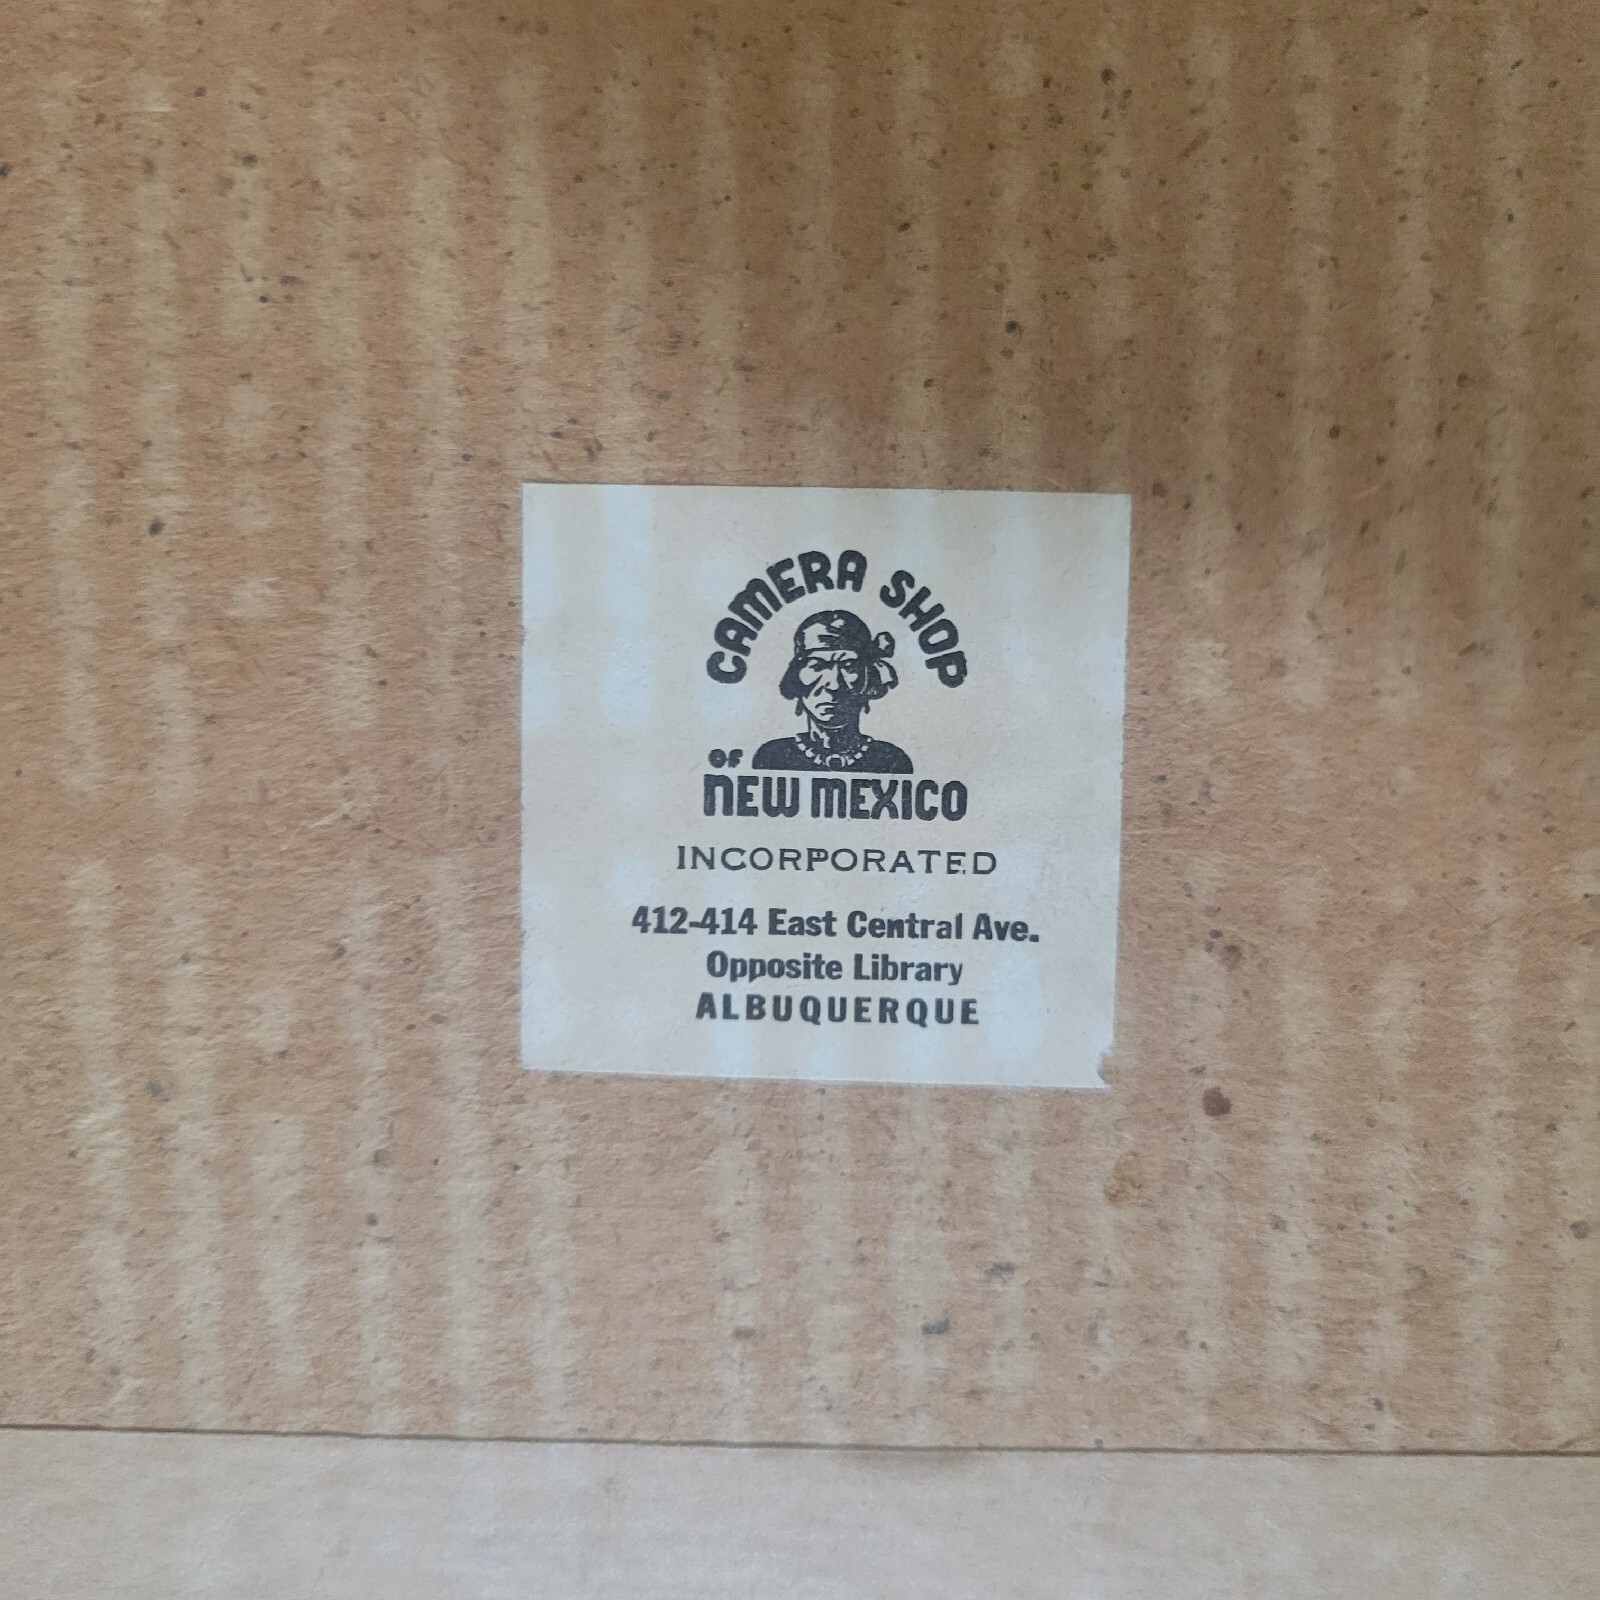 CAMERA SHOP
OF
NEW MEXICO
INCORPORATED
412-414 East Central Ave.
Opposite Library
ALBUQUERQUE